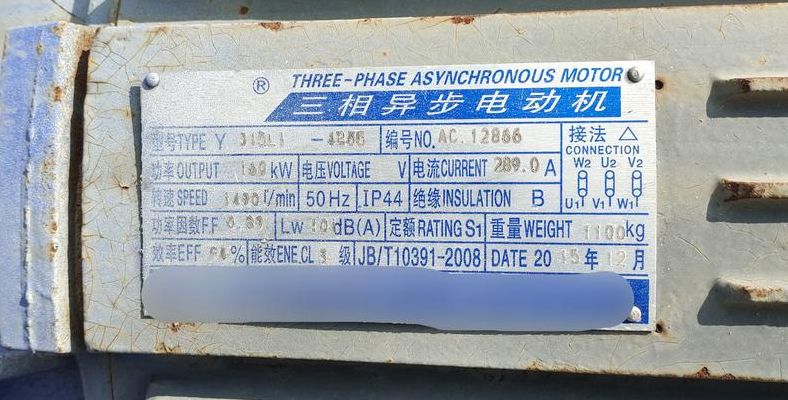 ® THREE-PHASE ASYNCHRONOUS MOTOR
三相异步电动机
型号TYPE Y 315L1 编号NO. AC.12866 接法 △
CONNECTION
功率OUTPUT 160 kW 电压VOLTAGE V 电流CURRENT 289.0 A W2 U2 V2
转速SPEED 1490 r/min 50Hz IP44 绝缘INSULATION B U1 V1 W1
功率因数F.F 0.89 Lw dB(A) 定额RATING S1 重量WEIGHT 1100kg
效率EFF % 能效ENE.CL 3 级 JB/T10391-2008 DATE 20 15年 12月